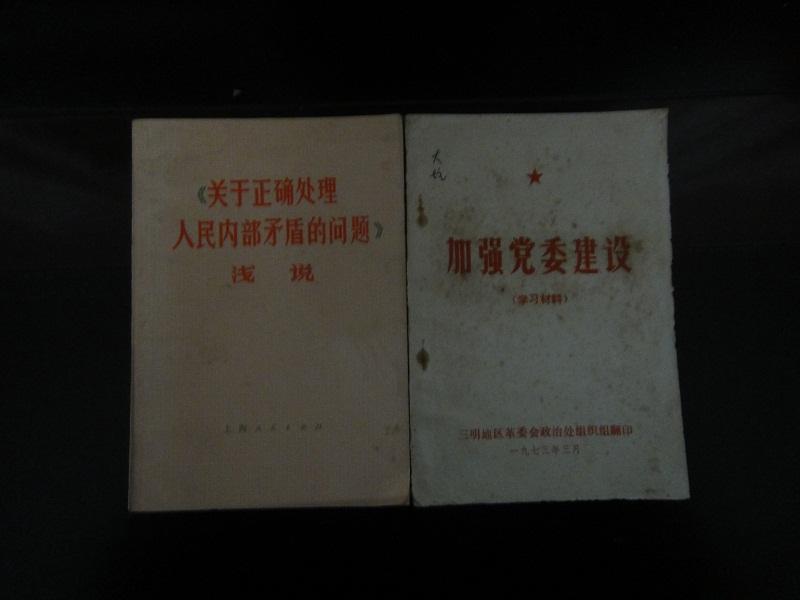 《关于正确处理
人民内部矛盾的问题》
浅说
上海人民出版社
大
加强党委建设
(学习材料)
三明地区革委会政治处组织组翻印
一九七三年三月